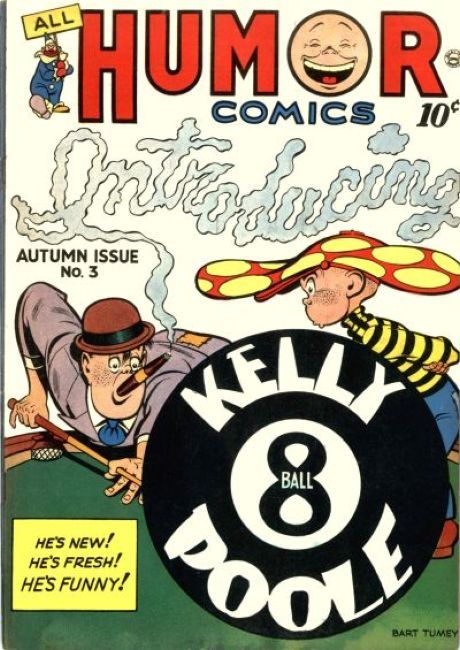 ALL
HUMOR
COMICS
10¢
Introducing
AUTUMN ISSUE
No. 3
KELLY
8
BALL
POOLE
HE'S NEW!
HE'S FRESH!
HE'S FUNNY!
BART TUMEY